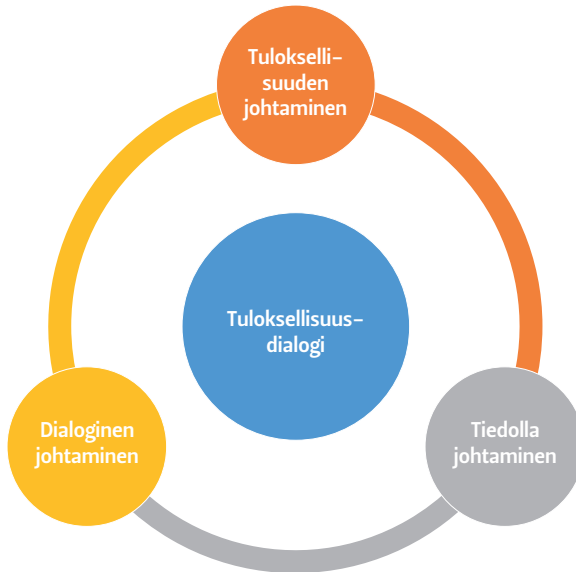 Tulokselli–
suuden
johtaminen
Tuloksellisuus–
dialogi
Dialoginen
johtaminen
Tiedolla
johtaminen